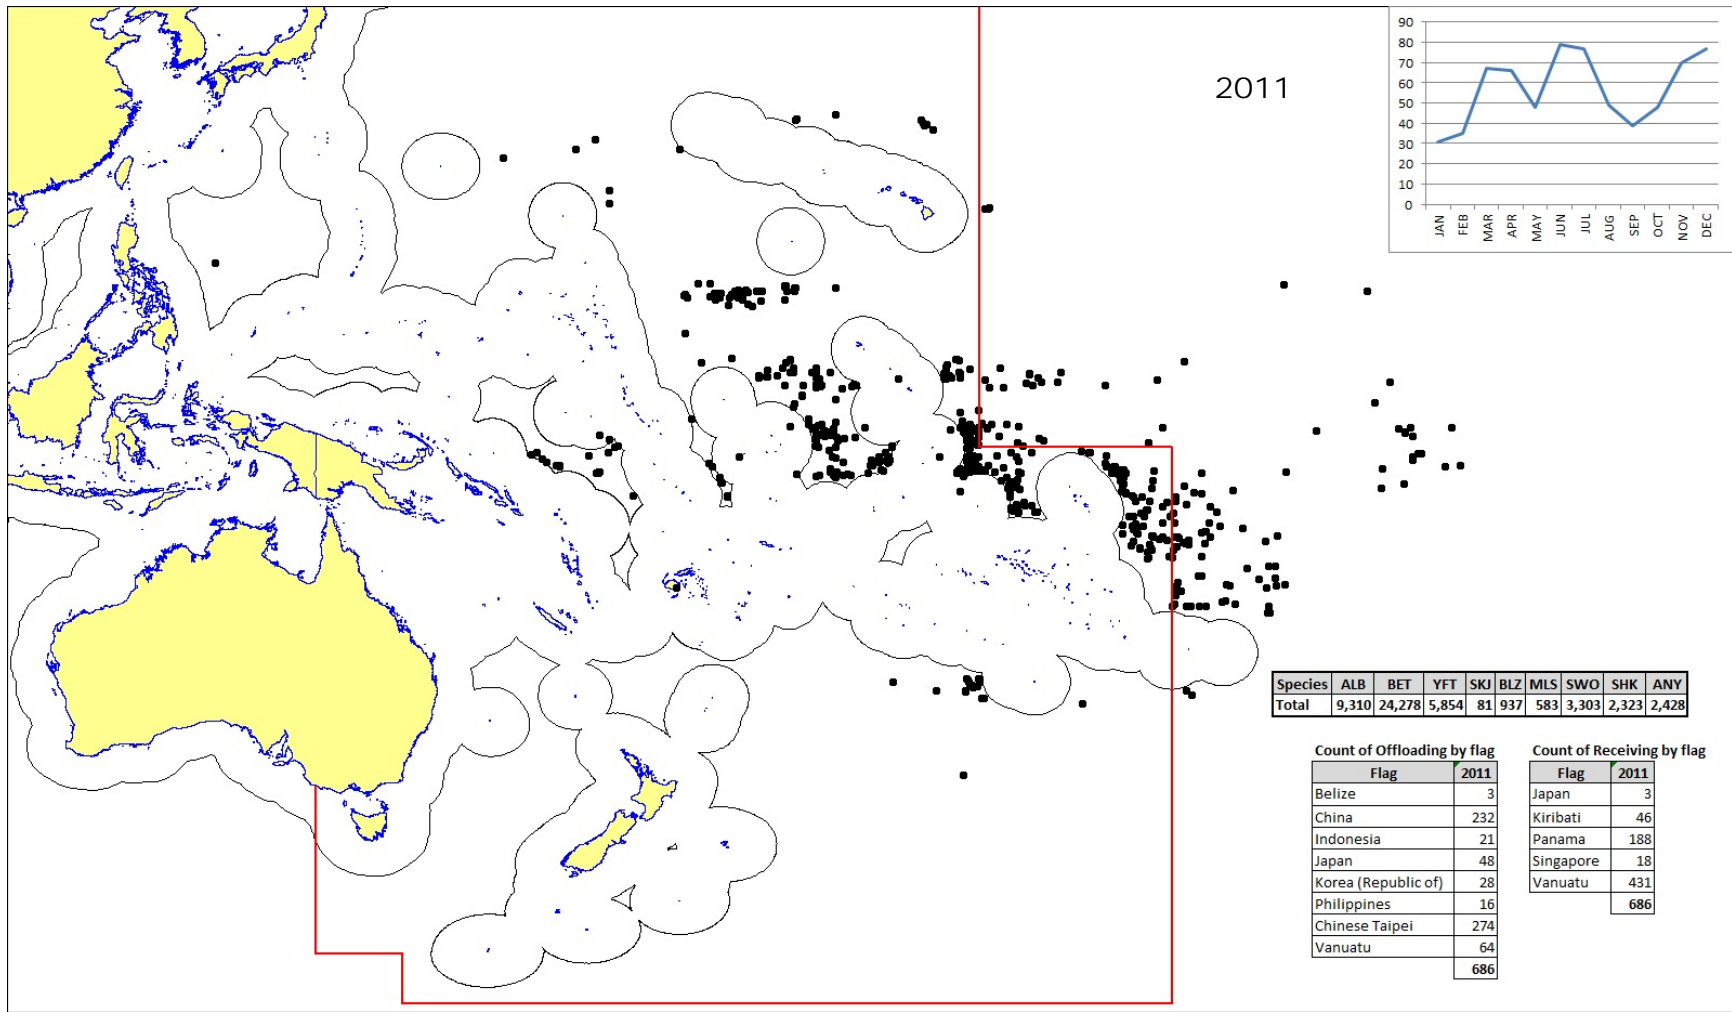 2011
90
80
70
60
50
40
30
20
10
0
JAN FEB MAR APR MAY JUN JUL AUG SEP OCT NOV DEC
Species ALB BET YFT SKJ BLZ MLS SWO SHK ANY
Total 9,310 24,278 5,854 81 937 583 3,303 2,323 2,428
Count of Offloading by flag
Flag 2011
Belize 3
China 232
Indonesia 21
Japan 48
Korea (Republic of) 28
Philippines 16
Chinese Taipei 274
Vanuatu 64
686
Count of Receiving by flag
Flag 2011
Japan 3
Kiribati 46
Panama 188
Singapore 18
Vanuatu 431
686